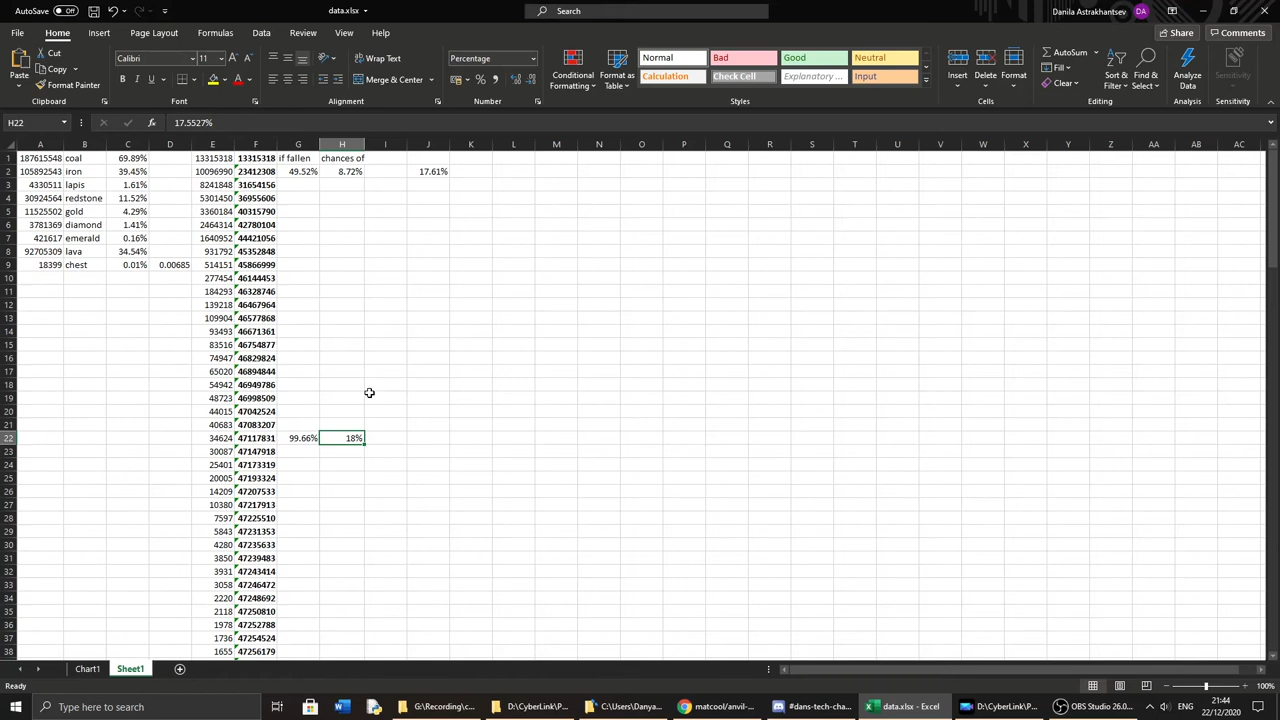 AutoSave Off data.xlsx Search Danila Astrakhantsev DA
File Home Insert Page Layout Formulas Data Review View Help Share Comments
Cut Calibri 11 Wrap Text Percentage Normal Bad Good Neutral AutoSum
Paste Copy Fill
Format Painter Merge & Center Conditional Formatting Format as Table Calculation Check Cell Explanatory ... Input Insert Delete Format Clear Sort & Filter Find & Select Analyze Data Sensitivity
Clipboard Font Alignment Number Styles Cells Editing Analysis Sensitivity
H22 fx 17.5527%
A B C D E F G H I J K L M N O P Q R S T U V W X Y Z AA AB AC
1 187615548 coal 69.89% 13315318 13315318 if fallen chances of
2 105892543 iron 39.45% 10096990 23412308 49.52% 8.72% 17.61%
3 4330511 lapis 1.61% 8241848 31654156
4 30924564 redstone 11.52% 5301450 36955606
5 11525502 gold 4.29% 3360184 40315790
6 3781369 diamond 1.41% 2464314 42780104
7 421617 emerald 0.16% 1640952 44421056
8 92705309 lava 34.54% 931792 45352848
9 18399 chest 0.01% 0.00685 514151 45866999
10 277454 46144453
11 184293 46328746
12 139218 46467964
13 109904 46577868
14 93493 46671361
15 83516 46754877
16 74947 46829824
17 65020 46894844
18 54942 46949786
19 48723 46998509
20 44015 47042524
21 40683 47083207
22 34624 47117831 99.66% 18%
23 30087 47147918
24 25401 47173319
25 20005 47193324
26 14209 47207533
27 10380 47217913
28 7597 47225510
29 5843 47231353
30 4280 47235633
31 3850 47239483
32 3931 47243414
33 3058 47246472
34 2220 47248692
35 2118 47250810
36 1978 47252788
37 1736 47254524
38 1655 47256179
Chart1 Sheet1
Ready 100%
Type here to search G:\Recording\c... D:\CyberLink\P... C:\Users\Danya... matcool/anvil-... #dans-tech-cha... data.xlsx - Excel D:\CyberLink\P... OBS Studio 26.0... ENG 21:44
22/12/2020